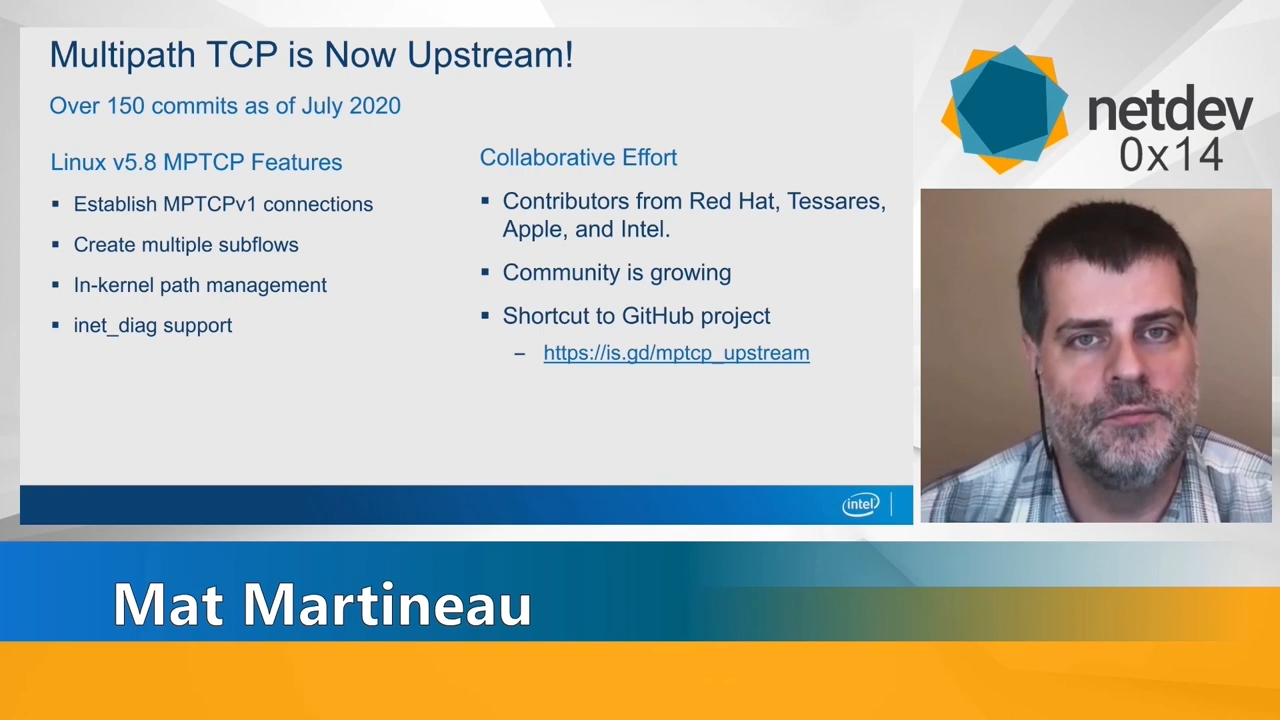 Multipath TCP is Now Upstream!
Over 150 commits as of July 2020
Linux v5.8 MPTCP Features
▪ Establish MPTCPv1 connections
▪ Create multiple subflows
▪ In-kernel path management
▪ inet_diag support
Collaborative Effort
▪ Contributors from Red Hat, Tessares,
Apple, and Intel.
▪ Community is growing
▪ Shortcut to GitHub project
– https://is.gd/mptcp_upstream
intel
netdev
0x14
Mat Martineau